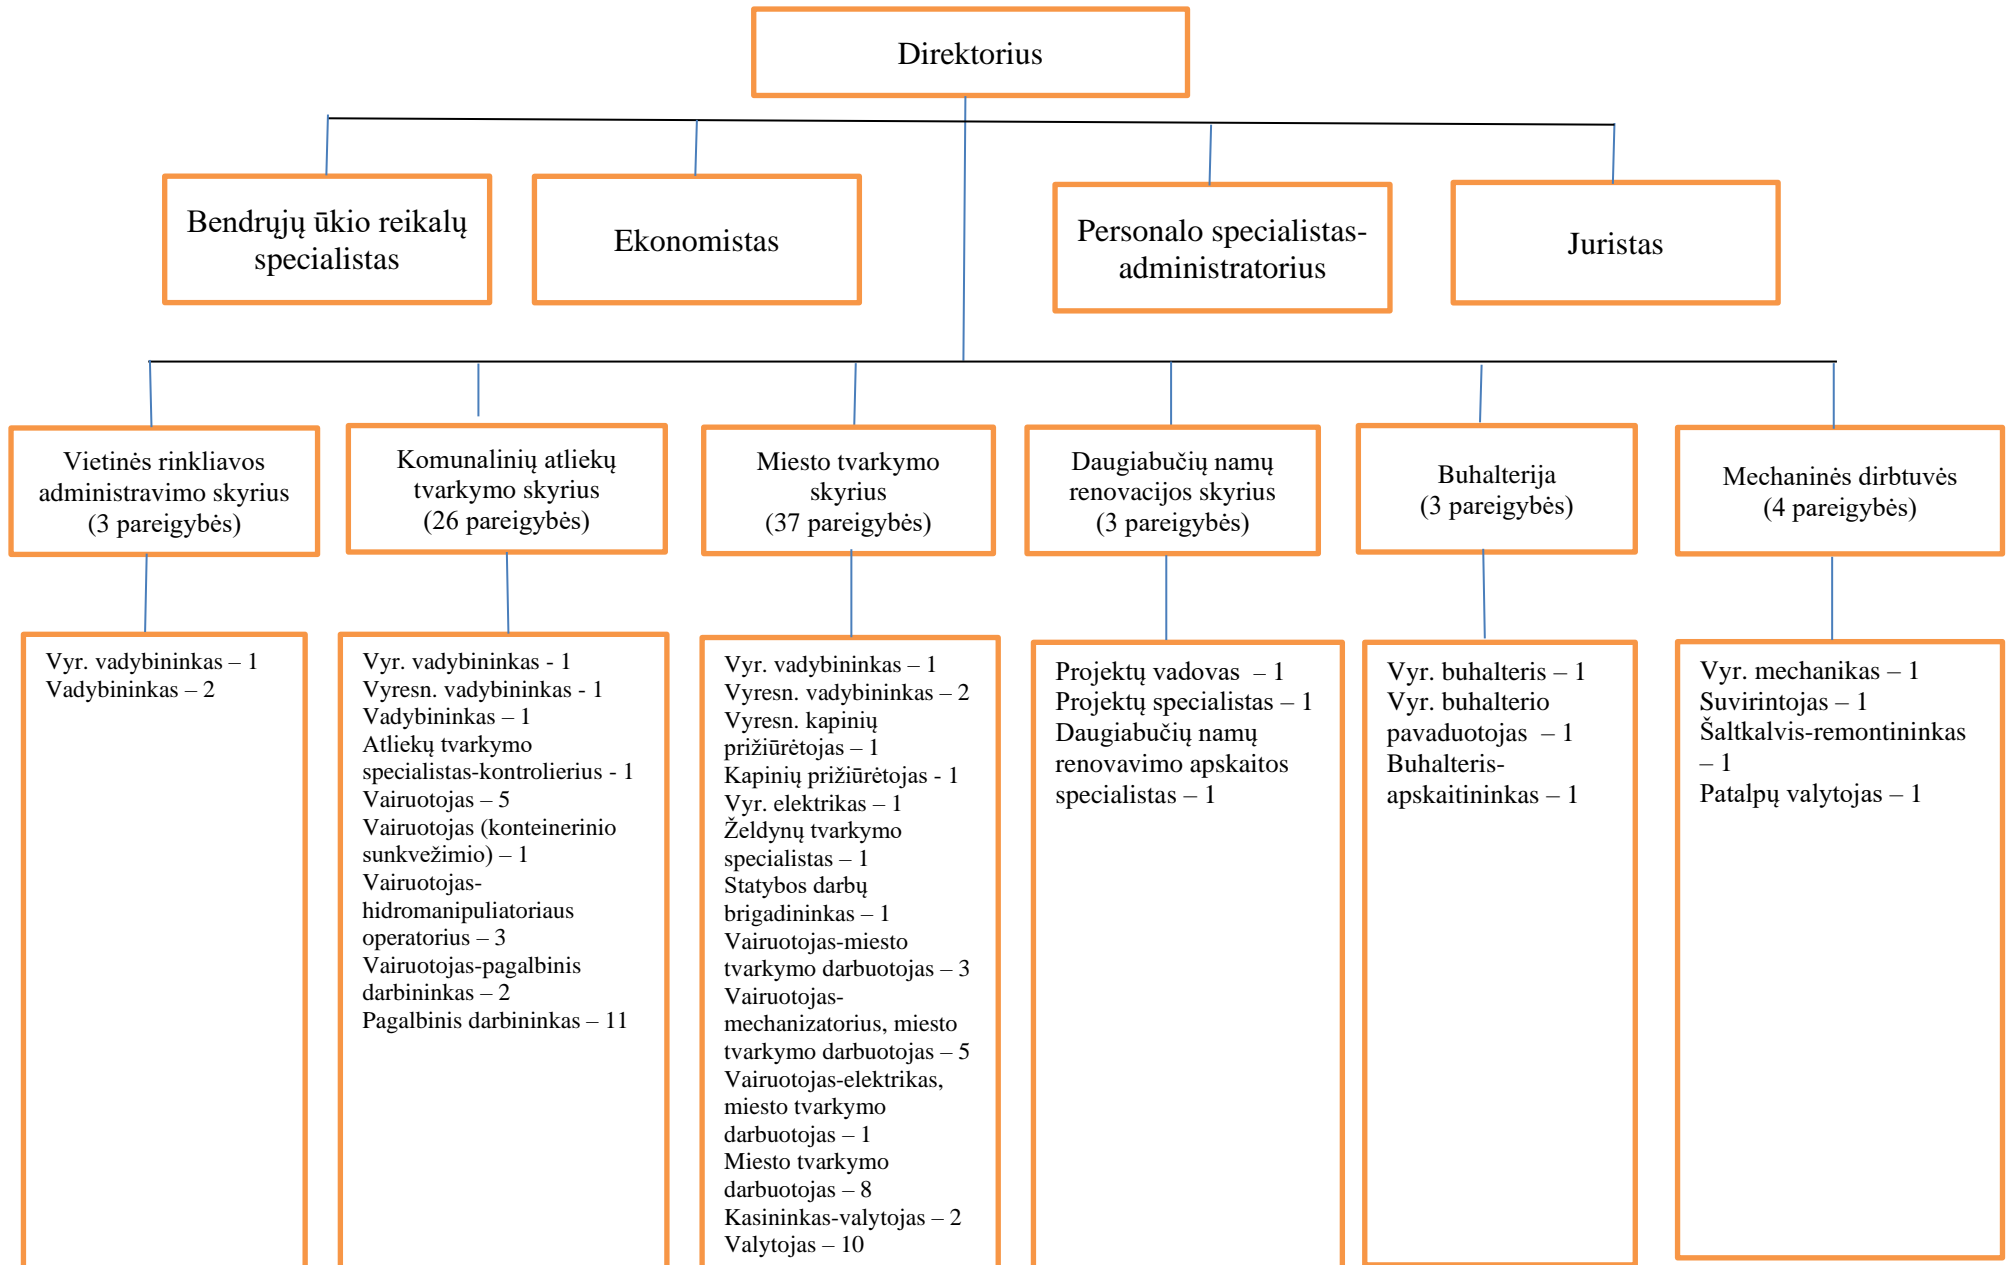 Direktorius
Bendrųjų ūkio reikalų
specialistas
Ekonomistas
Personalo specialistas-
administratorius
Juristas
Vietinės rinkliavos
administravimo skyrius
(3 pareigybės)
Komunalinių atliekų
tvarkymo skyrius
(26 pareigybės)
Miesto tvarkymo
skyrius
(37 pareigybės)
Daugiabučių namų
renovacijos skyrius
(3 pareigybės)
Buhalterija
(3 pareigybės)
Mechaninės dirbtuvės
(4 pareigybės)
Vyr. vadybininkas – 1
Vadybininkas – 2
Vyr. vadybininkas - 1
Vyresn. vadybininkas - 1
Vadybininkas – 1
Atliekų tvarkymo
specialistas-kontrolierius - 1
Vairuotojas – 5
Vairuotojas (konteinerinio
sunkvežimio) – 1
Vairuotojas-
hidromanipuliatoriaus
operatorius – 3
Vairuotojas-pagalbinis
darbininkas – 2
Pagalbinis darbininkas – 11
Vyr. vadybininkas – 1
Vyresn. vadybininkas – 2
Vyresn. kapinių
prižiūrėtojas – 1
Kapinių prižiūrėtojas - 1
Vyr. elektrikas – 1
Želdynų tvarkymo
specialistas – 1
Statybos darbų
brigadininkas – 1
Vairuotojas-miesto
tvarkymo darbuotojas – 3
Vairuotojas-
mechanizatorius, miesto
tvarkymo darbuotojas – 5
Vairuotojas-elektrikas,
miesto tvarkymo
darbuotojas – 1
Miesto tvarkymo
darbuotojas – 8
Kasininkas-valytojas – 2
Valytojas – 10
Projektų vadovas – 1
Projektų specialistas – 1
Daugiabučių namų
renovavimo apskaitos
specialistas – 1
Vyr. buhalteris – 1
Vyr. buhalterio
pavaduotojas – 1
Buhalteris-
apskaitininkas – 1
Vyr. mechanikas – 1
Suvirintojas – 1
Šaltkalvis-remontininkas
– 1
Patalpų valytojas – 1